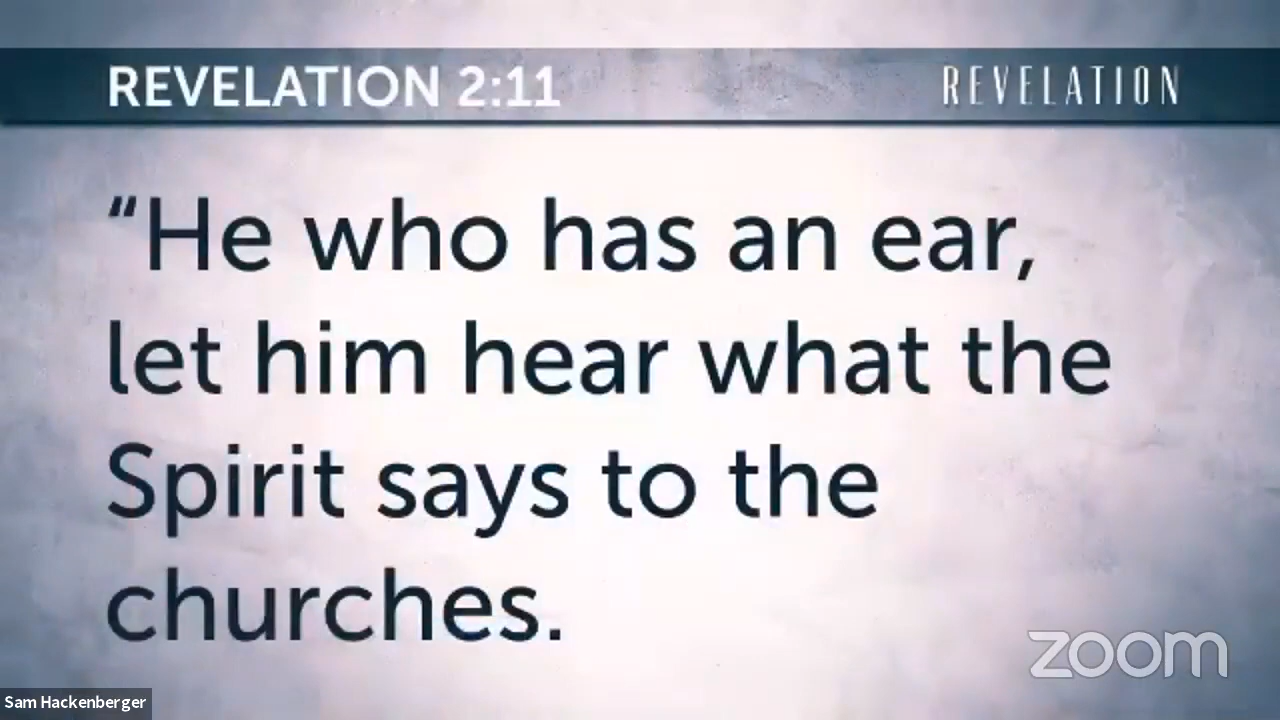 REVELATION 2:11
REVELATION
“He who has an ear,
let him hear what the
Spirit says to the
churches.
zoom
Sam Hackenberger